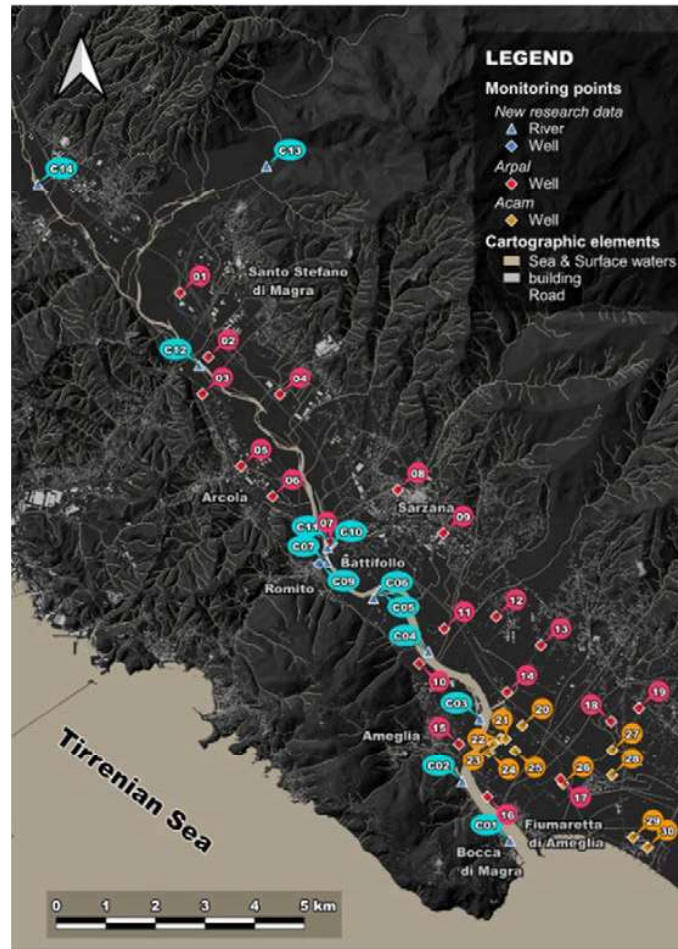 LEGEND
Monitoring points
New research data
River
Well
Arpal
Well
Acam
Well
Cartographic elements
Sea & Surface waters
building
Road
C13
C14
01
Santo Stefano
di Magra
02
C12
03
04
05
08
06
Arcola
Sarzana
09
C11
07
C10
C07
Battifollo
C09
C06
Romito
C05
11
12
C04
13
10
14
19
18
C03
21
20
15
22
27
Ameglia
23
24
25
26
28
C02
17
16
29
C01
Fiumaretta
di Ameglia
30
Bocca
di Magra
Tirrenian Sea
0 1 2 3 4 5 km